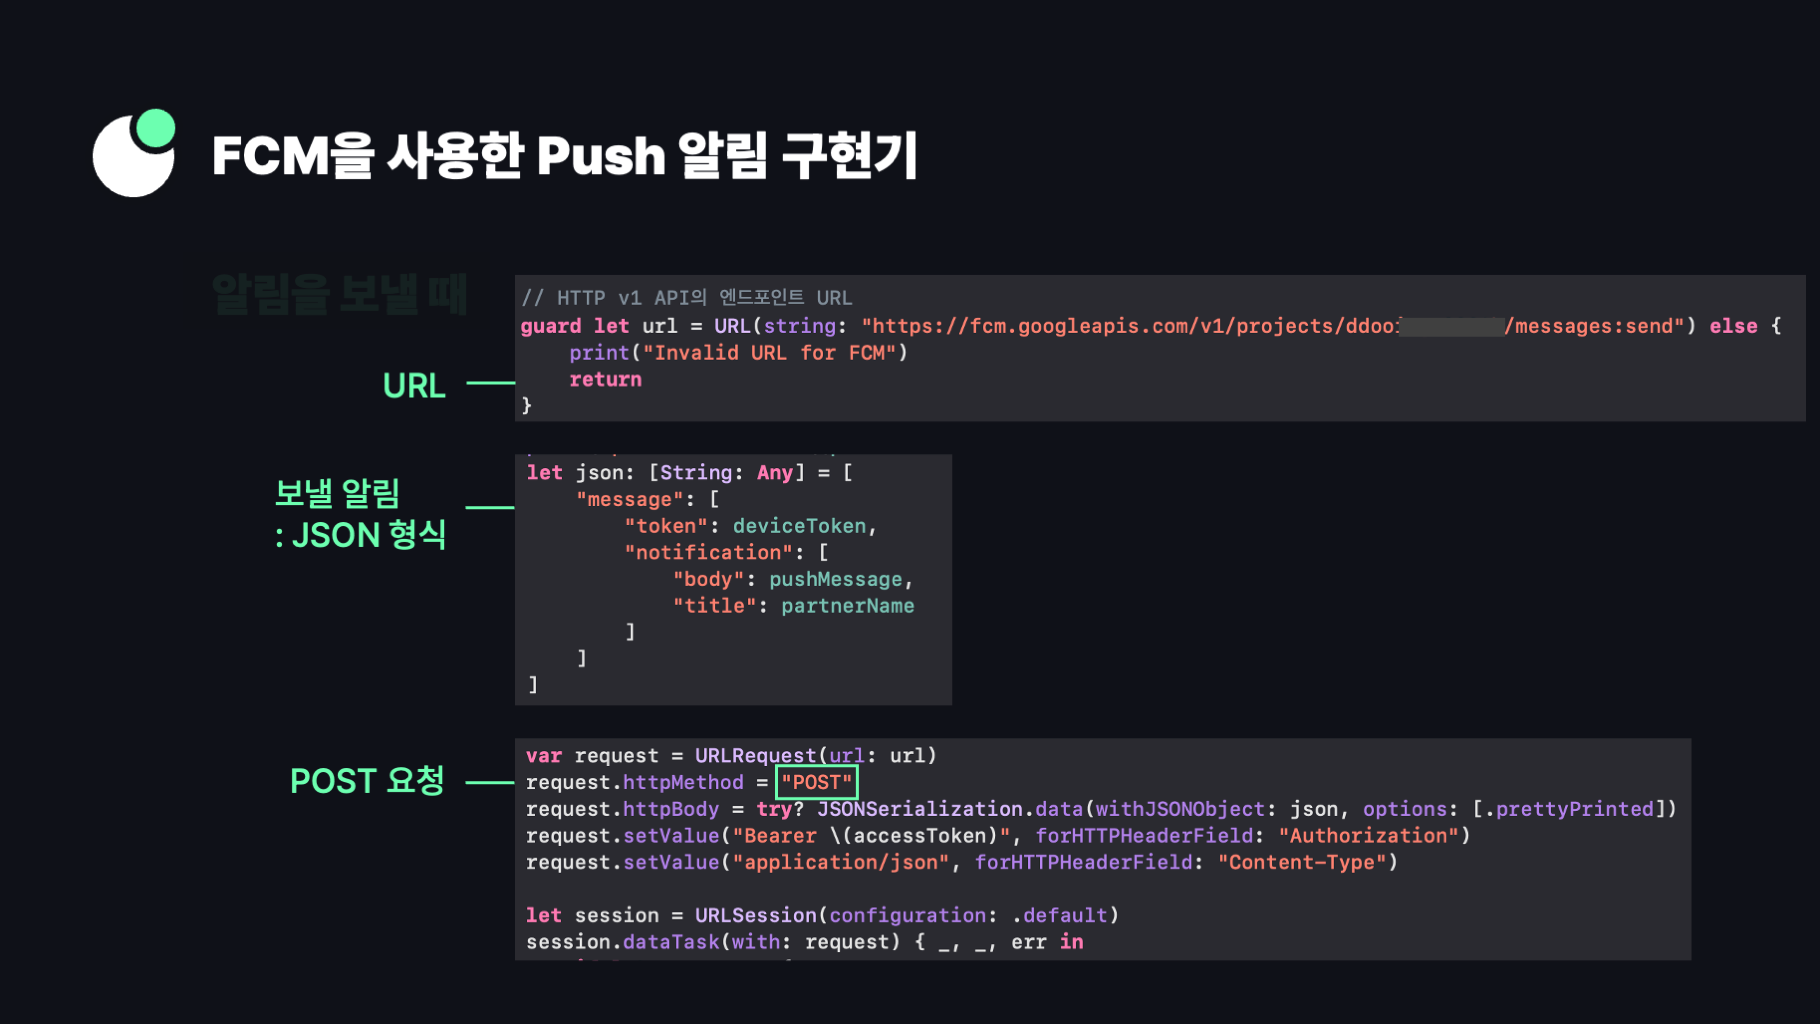 FCM을 사용한 Push 알림 구현기
알림을 보낼 때
// HTTP v1 API의 엔드포인트 URL
guard let url = URL(string: "https://fcm.googleapis.com/v1/projects/ddooi /messages:send") else {
    print("Invalid URL for FCM")
    return
}
URL
보낼 알림
: JSON 형식
let json: [String: Any] = [
    "message": [
        "token": deviceToken,
        "notification": [
            "body": pushMessage,
            "title": partnerName
        ]
    ]
]
POST 요청
var request = URLRequest(url: url)
request.httpMethod = "POST"
request.httpBody = try? JSONSerialization.data(withJSONObject: json, options: [.prettyPrinted])
request.setValue("Bearer \(accessToken)", forHTTPHeaderField: "Authorization")
request.setValue("application/json", forHTTPHeaderField: "Content-Type")
let session = URLSession(configuration: .default)
session.dataTask(with: request) { _, _, err in